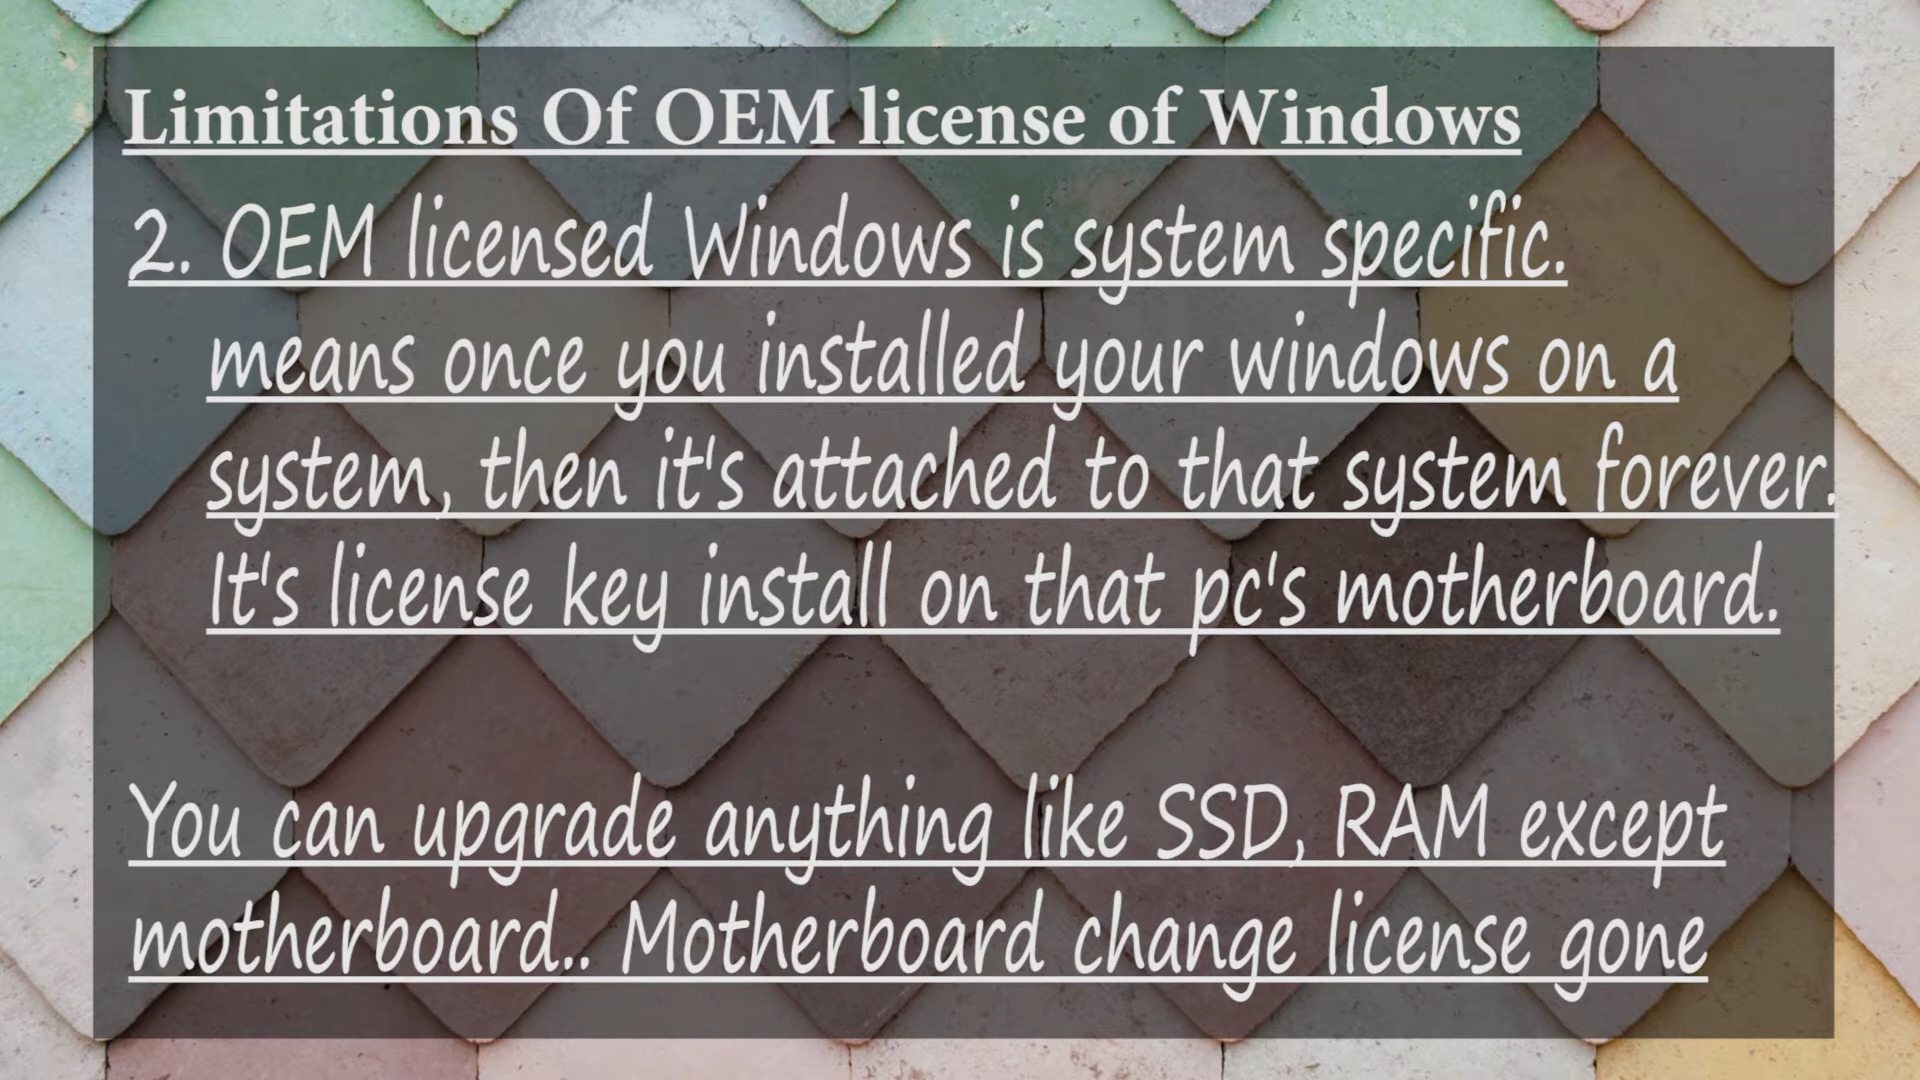 Limitations Of OEM license of Windows
2. OEM licensed Windows is system specific.
means once you installed your windows on a
system, then it's attached to that system forever.
It's license key install on that pc's motherboard.
You can upgrade anything like SSD, RAM except
motherboard.. Motherboard change license gone